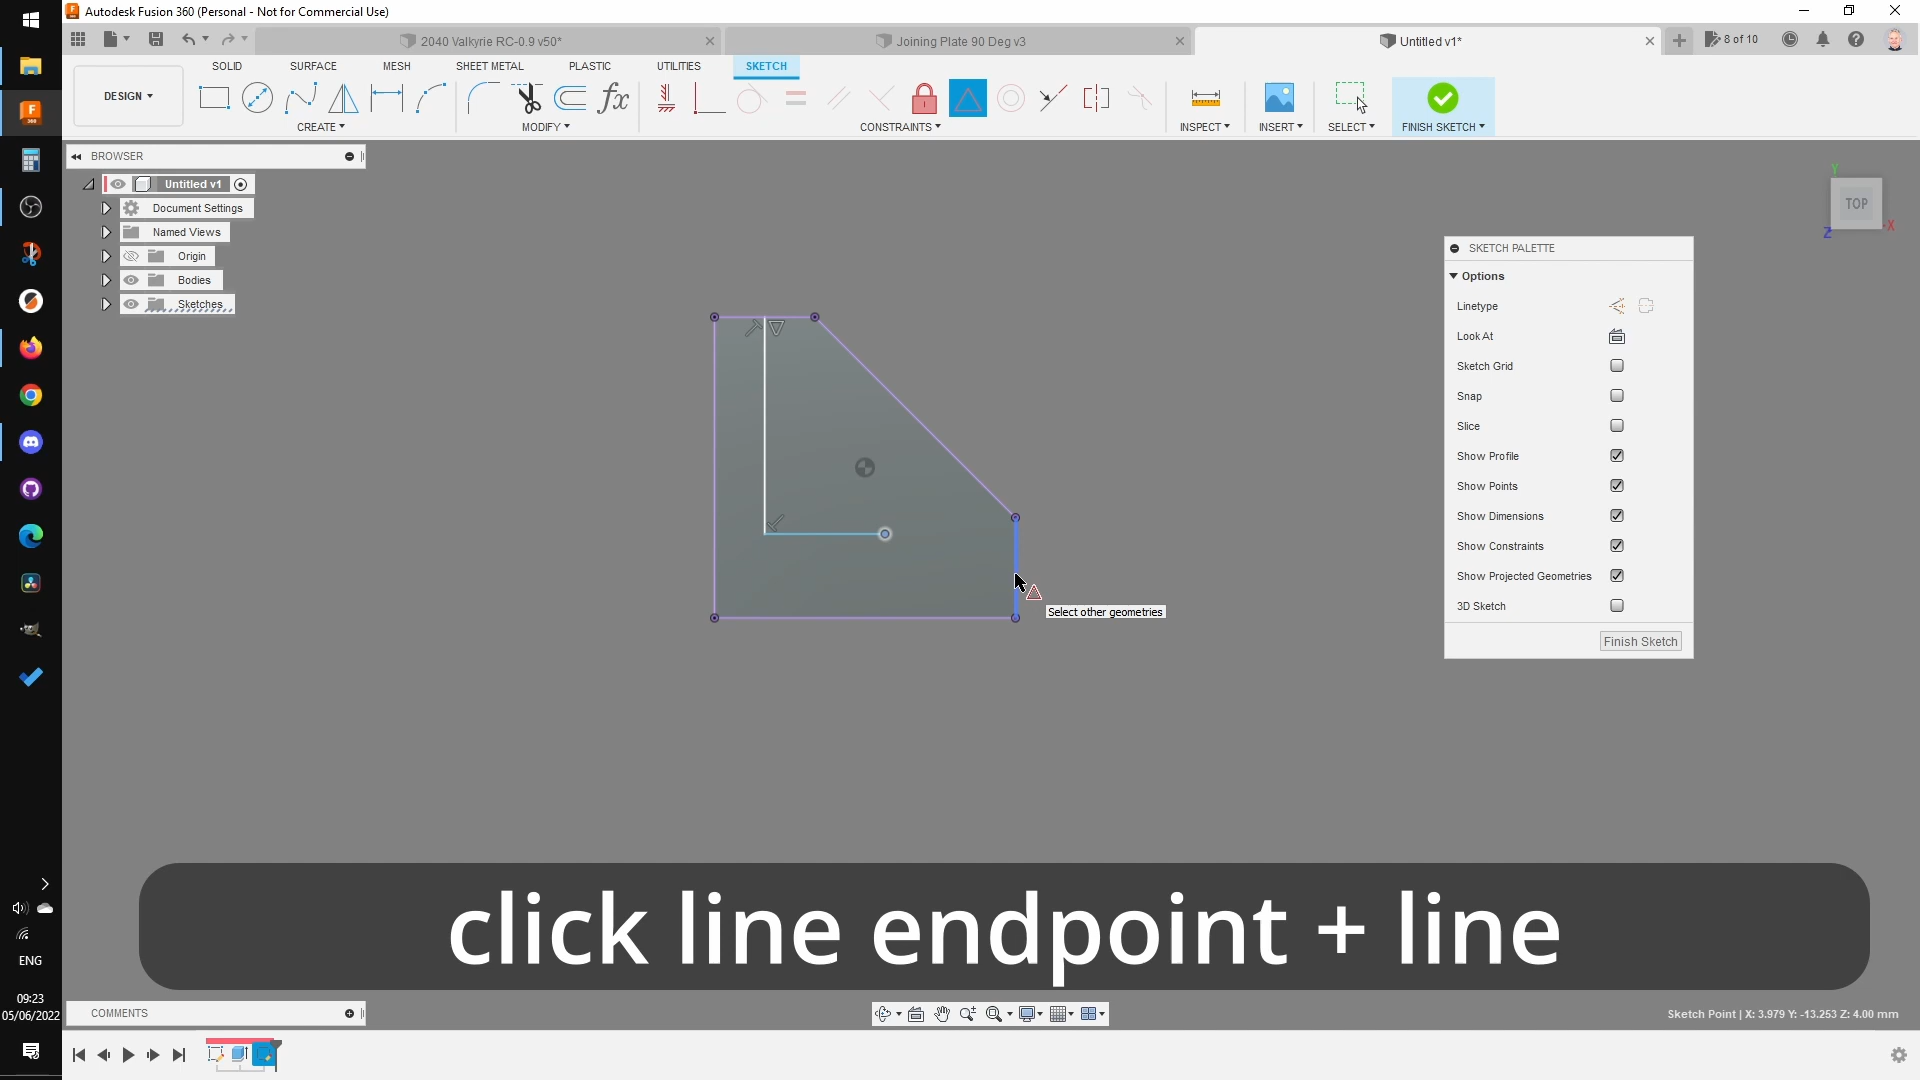 Autodesk Fusion 360 (Personal - Not for Commercial Use)
2040 Valkyrie RC-0.9 v50*
Joining Plate 90 Deg v3
Untitled v1*
8 of 10
SOLID
SURFACE
MESH
SHEET METAL
PLASTIC
UTILITIES
SKETCH
DESIGN
CREATE
MODIFY
CONSTRAINTS
INSPECT
INSERT
SELECT
FINISH SKETCH
BROWSER
Untitled v1
Document Settings
Named Views
Origin
Bodies
Sketches
Y
TOP
X
Z
SKETCH PALETTE
Options
Linetype
Look At
Sketch Grid
Snap
Slice
Show Profile
Show Points
Show Dimensions
Show Constraints
Show Projected Geometries
3D Sketch
Finish Sketch
Select other geometries
click line endpoint + line
ENG
09:23
05/06/2022
COMMENTS
Sketch Point | X: 3.979 Y: -13.253 Z: 4.00 mm